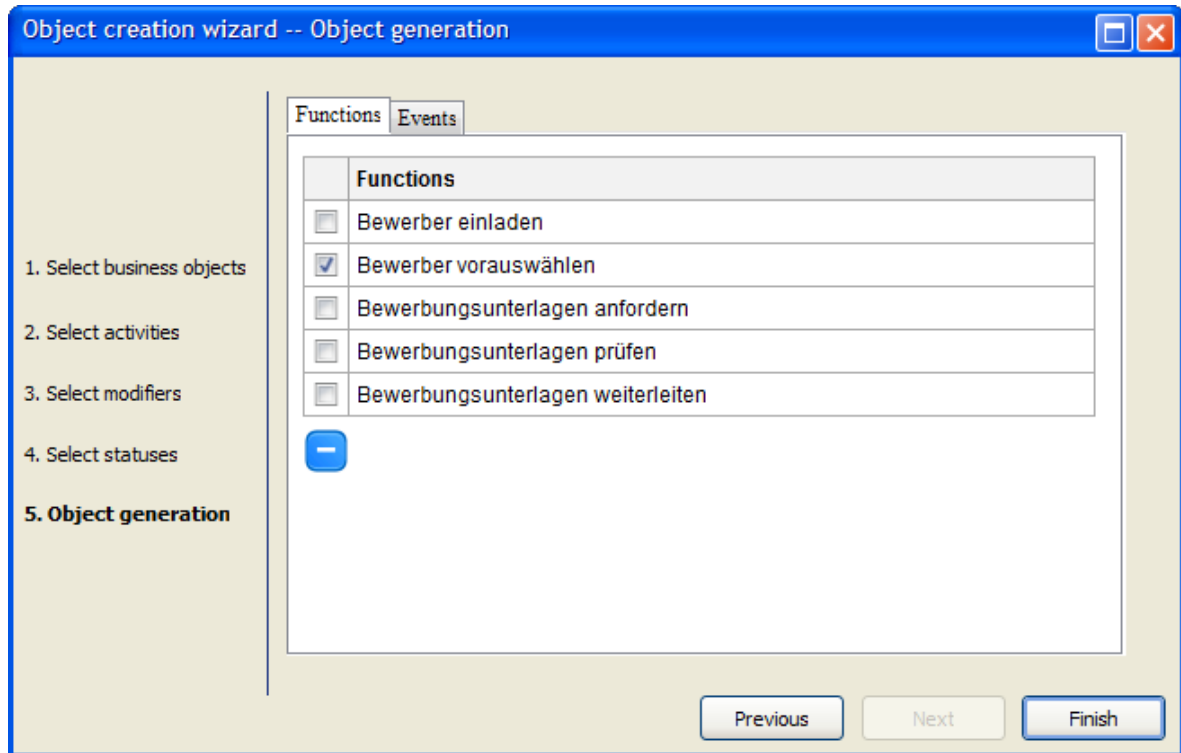 Object creation wizard -- Object generation
Functions Events
Functions
Bewerber einladen
Bewerber vorauswählen
Bewerbungsunterlagen anfordern
Bewerbungsunterlagen prüfen
Bewerbungsunterlagen weiterleiten
1. Select business objects
2. Select activities
3. Select modifiers
4. Select statuses
5. Object generation
Previous Next Finish